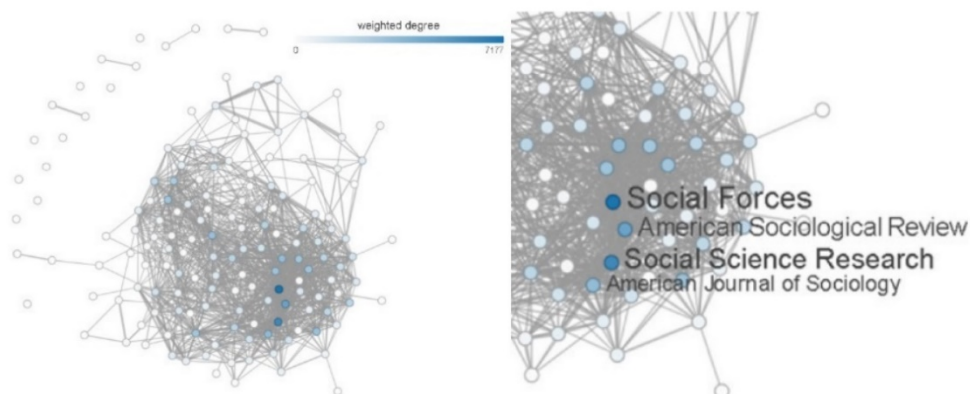 weighted degree
0 7177
Social Forces
American Sociological Review
Social Science Research
American Journal of Sociology